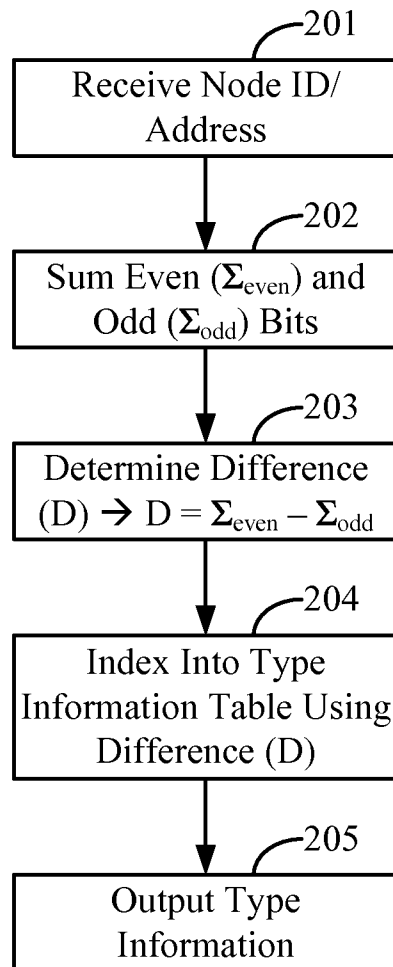 201
Receive Node ID/
Address
202
Sum Even (Σeven) and
Odd (Σodd) Bits
203
Determine Difference
(D) → D = Σeven – Σodd
204
Index Into Type
Information Table Using
Difference (D)
205
Output Type
Information